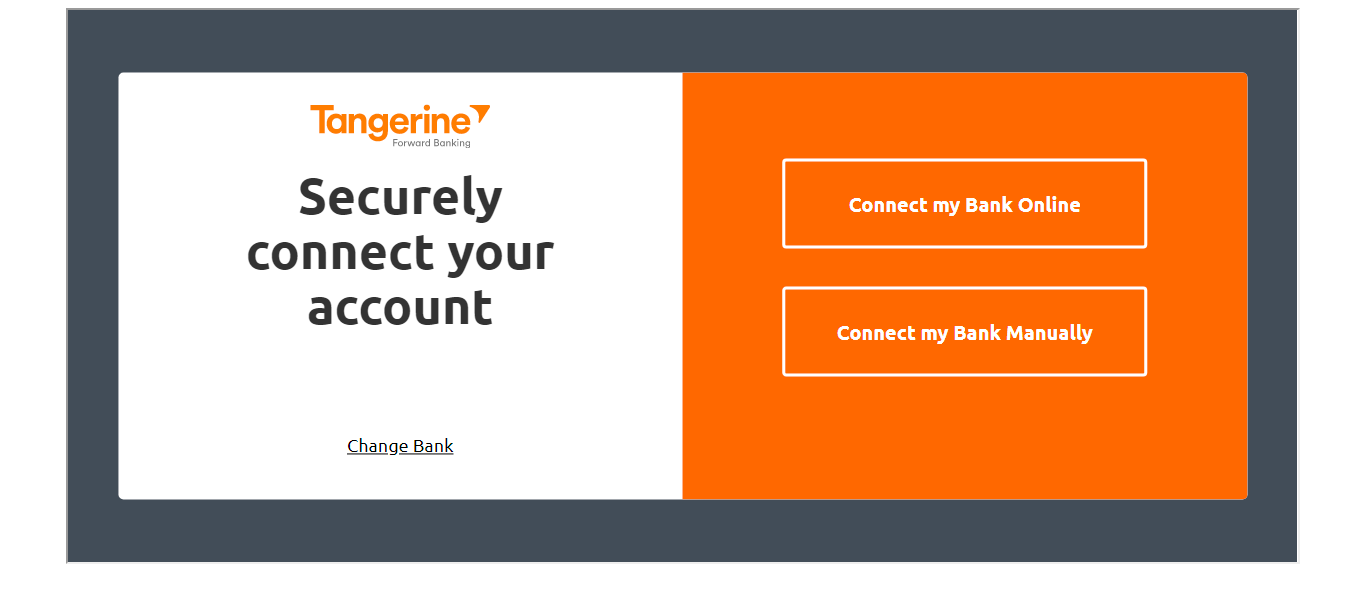 Tangerine
Forward Banking
Securely
connect your
account
Change Bank
Connect my Bank Online
Connect my Bank Manually